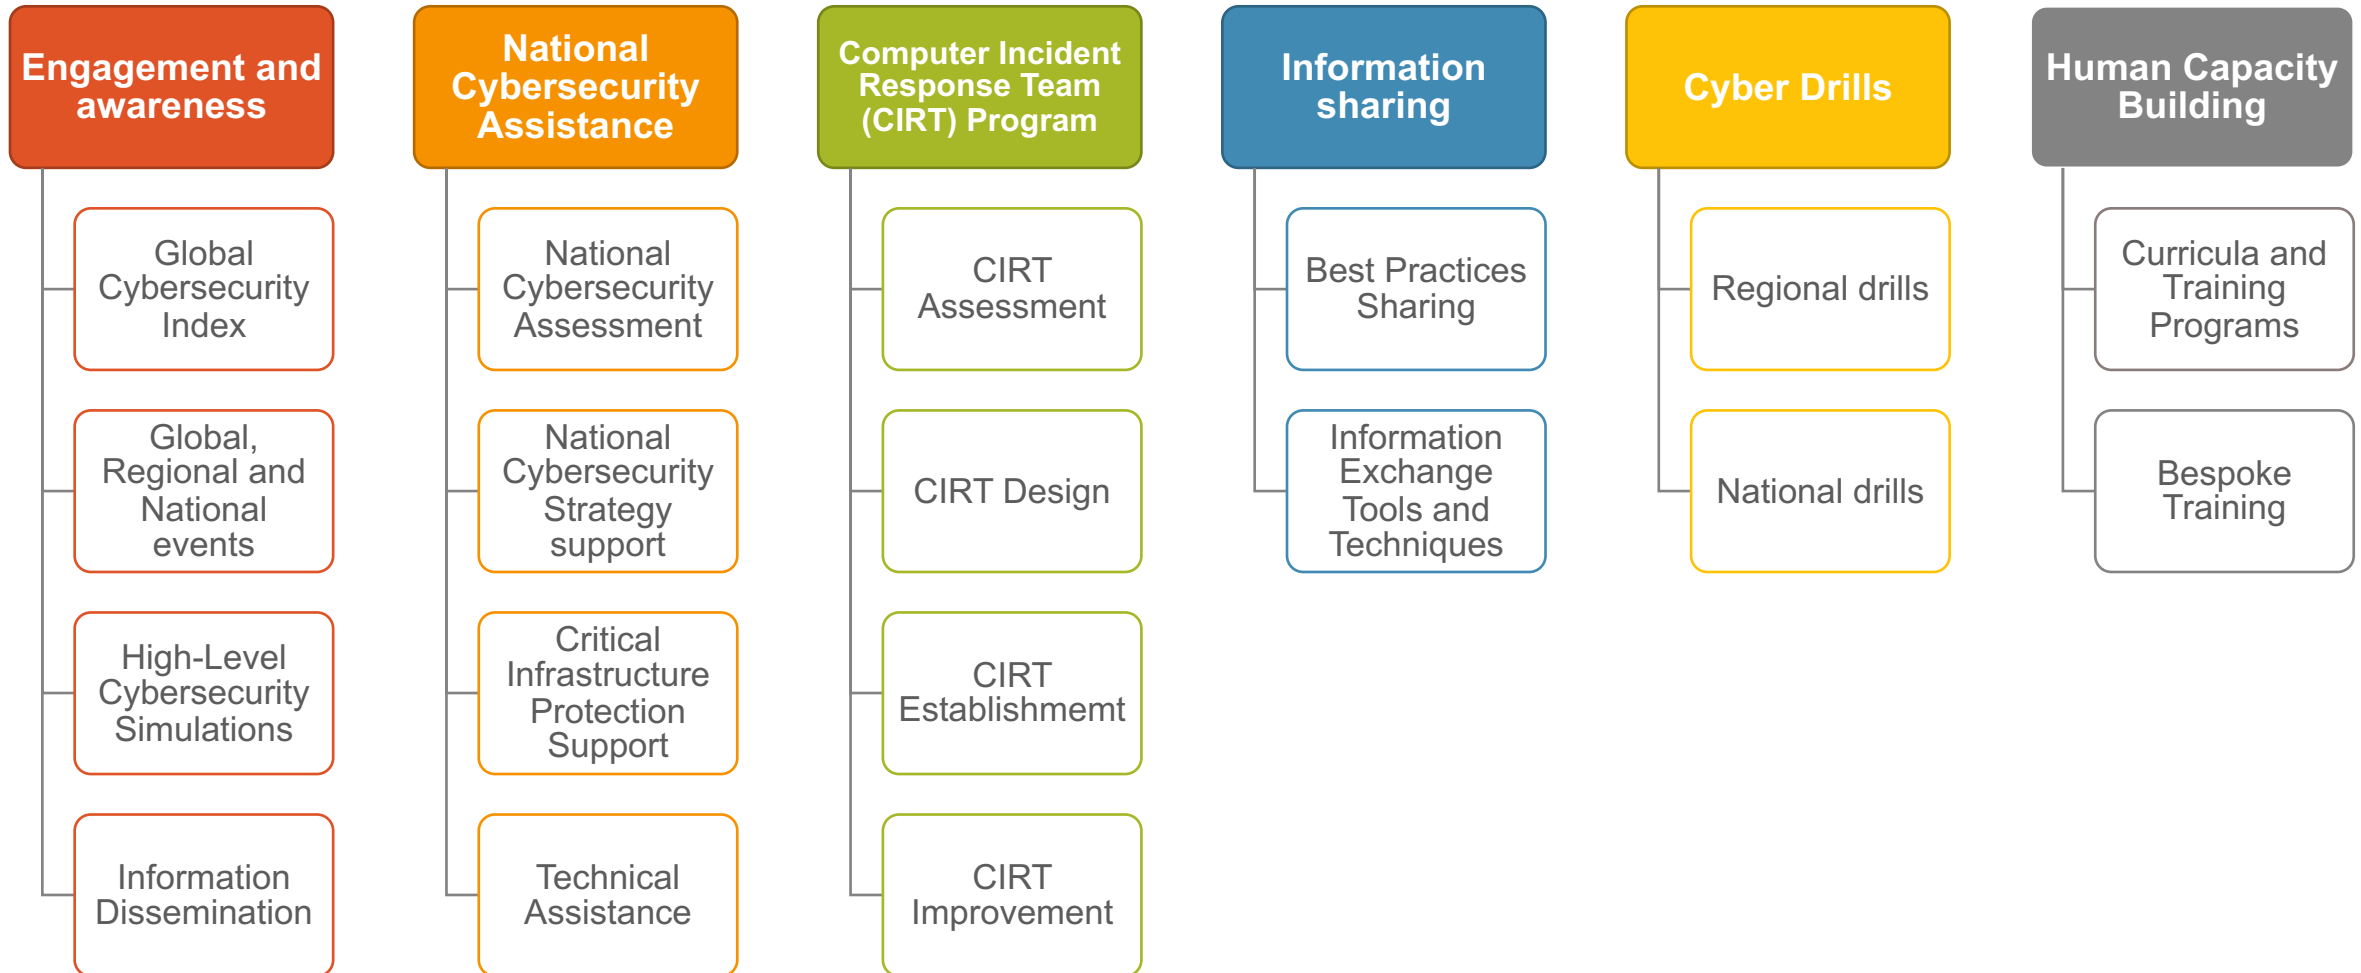 Engagement and
awareness
Global
Cybersecurity
Index
Global,
Regional and
National
events
High-Level
Cybersecurity
Simulations
Information
Dissemination
National
Cybersecurity
Assistance
National
Cybersecurity
Assessment
National
Cybersecurity
Strategy
support
Critical
Infrastructure
Protection
Support
Technical
Assistance
Computer Incident
Response Team
(CIRT) Program
CIRT
Assessment
CIRT Design
CIRT
Establishmemt
CIRT
Improvement
Information
sharing
Best Practices
Sharing
Information
Exchange
Tools and
Techniques
Cyber Drills
Regional drills
National drills
Human Capacity
Building
Curricula and
Training
Programs
Bespoke
Training